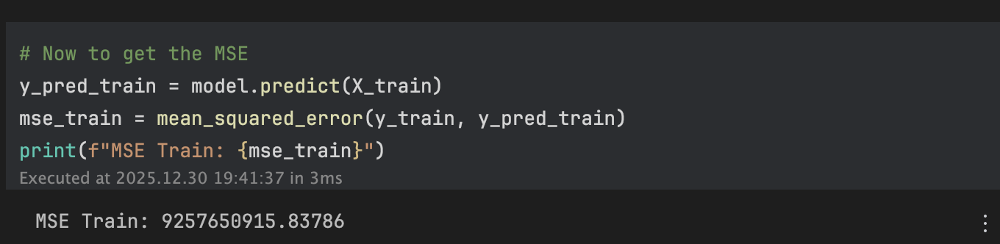 # Now to get the MSE
y_pred_train = model.predict(X_train)
mse_train = mean_squared_error(y_train, y_pred_train)
print(f"MSE Train: {mse_train}")
Executed at 2025.12.30 19:41:37 in 3ms
MSE Train: 9257650915.83786